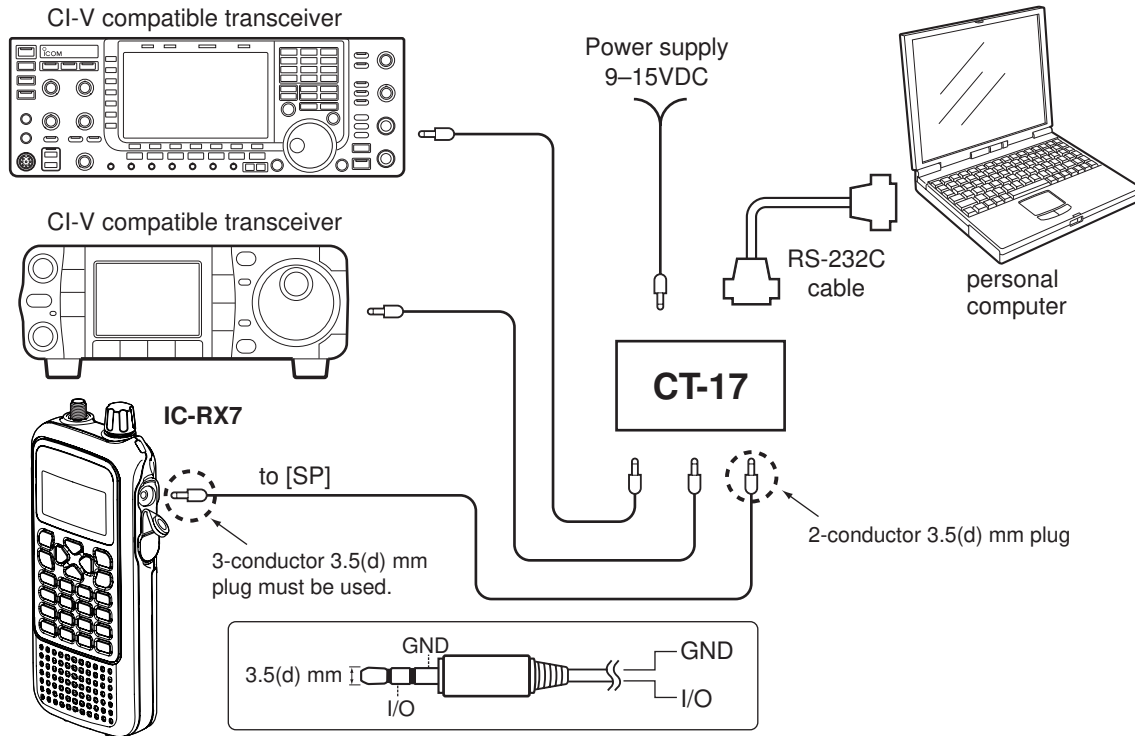 CI-V compatible transceiver
ICOM
Power supply
9–15VDC
CI-V compatible transceiver
RS-232C
cable
personal
computer
CT-17
IC-RX7
to [SP]
3-conductor 3.5(d) mm
plug must be used.
2-conductor 3.5(d) mm plug
GND
3.5(d) mm
I/O
GND
I/O